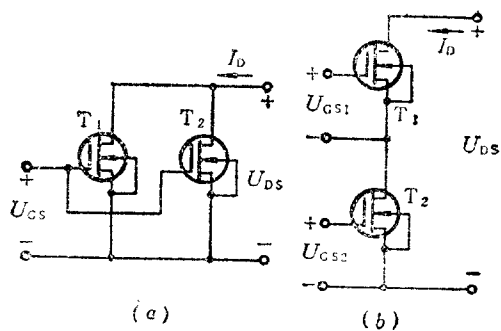 I_D
+
T_1
T_2
+
U_GS
U_DS
-
-
(a)
I_D
+
+
U_GS1
T_1
-
U_DS
T_2
+
U_GS2
-
-
(b)